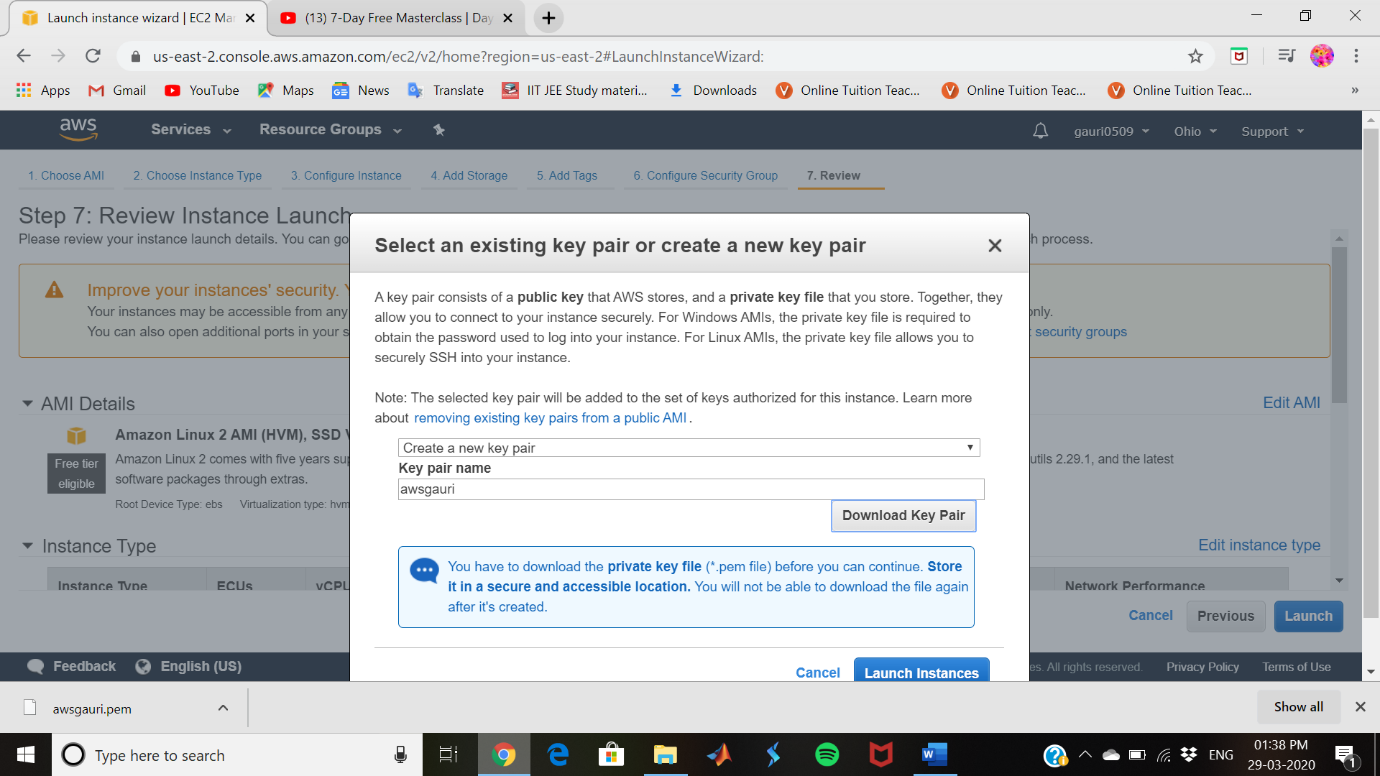 Launch instance wizard | EC2 Mar
(13) 7-Day Free Masterclass | Day
us-east-2.console.aws.amazon.com/ec2/v2/home?region=us-east-2#LaunchInstanceWizard:
Apps Gmail YouTube Maps News Translate IIT JEE Study materi... Downloads Online Tuition Teac... Online Tuition Teac... Online Tuition Teac... »
aws Services Resource Groups gauri0509 Ohio Support
1. Choose AMI 2. Choose Instance Type 3. Configure Instance 4. Add Storage 5. Add Tags 6. Configure Security Group 7. Review
Step 7: Review Instance Launch
Please review your instance launch details. You can go
h process.
Improve your instances' security. Y
Your instances may be accessible from any
only.
You can also open additional ports in your s
security groups
AMI Details
Edit AMI
Amazon Linux 2 AMI (HVM), SSD V
Free tier
eligible
Amazon Linux 2 comes with five years sup
utils 2.29.1, and the latest
software packages through extras.
Root Device Type: ebs Virtualization type: hvm
Instance Type
Edit instance type
Instance Type ECUs vCPU
Network Performance
Cancel Previous Launch
Select an existing key pair or create a new key pair
A key pair consists of a public key that AWS stores, and a private key file that you store. Together, they
allow you to connect to your instance securely. For Windows AMIs, the private key file is required to
obtain the password used to log into your instance. For Linux AMIs, the private key file allows you to
securely SSH into your instance.
Note: The selected key pair will be added to the set of keys authorized for this instance. Learn more
about removing existing key pairs from a public AMI .
Create a new key pair
Key pair name
awsgauri
Download Key Pair
You have to download the private key file (*.pem file) before you can continue. Store
it in a secure and accessible location. You will not be able to download the file again
after it's created.
Cancel Launch Instances
Feedback English (US)
es. All rights reserved. Privacy Policy Terms of Use
awsgauri.pem
Show all
Type here to search
ENG
01:38 PM
29-03-2020
1